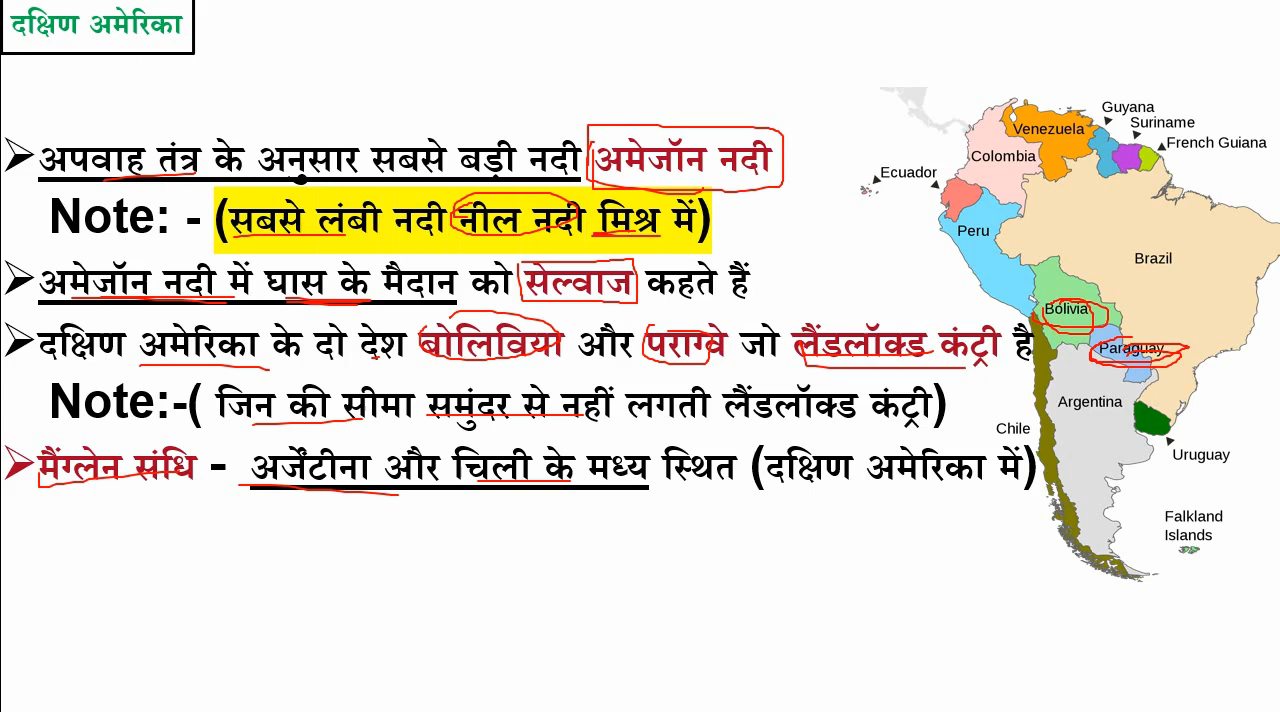 दक्षिण अमेरिका
➢अपवाह तंत्र के अनुसार सबसे बड़ी नदी अमेजॉन नदी
Note: - (सबसे लंबी नदी नील नदी मिश्र में)
➢अमेजॉन नदी में घास के मैदान को सेल्वाज कहते हैं
➢दक्षिण अमेरिका के दो देश बोलिविया और पराग्वे जो लैंडलॉक्ड कंट्री है
Note:-( जिन की सीमा समुंदर से नहीं लगती लैंडलॉक्ड कंट्री)
➢मैंग्लेन संधि - अर्जेंटीना और चिली के मध्य स्थित (दक्षिण अमेरिका में)
Guyana
Suriname
French Guiana
Venezuela
Colombia
Ecuador
Peru
Brazil
Bolivia
Paraguay
Argentina
Chile
Uruguay
Falkland
Islands